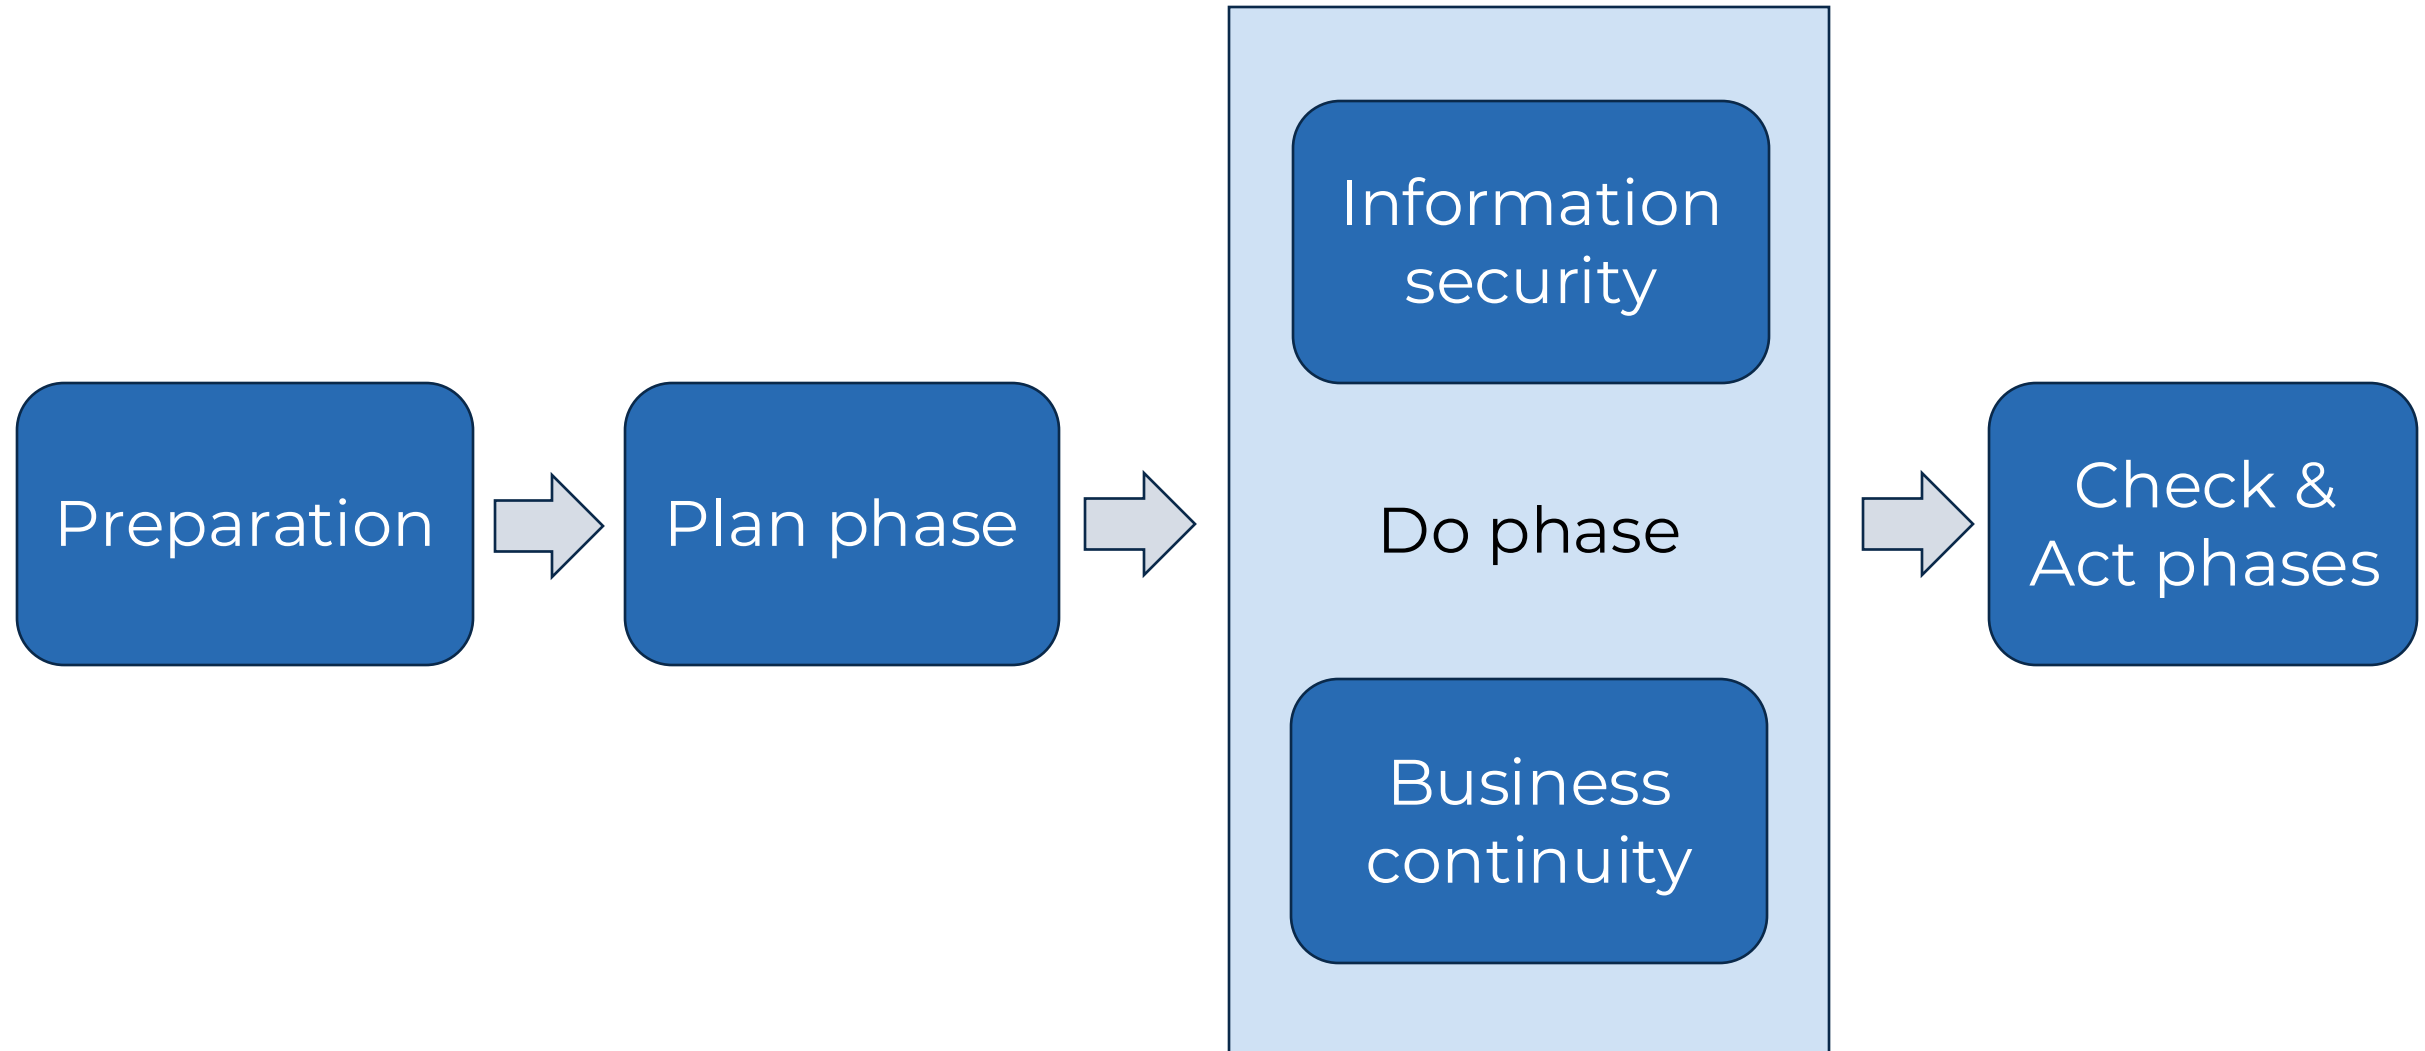 Preparation
Plan phase
Information
security
Do phase
Business
continuity
Check &
Act phases